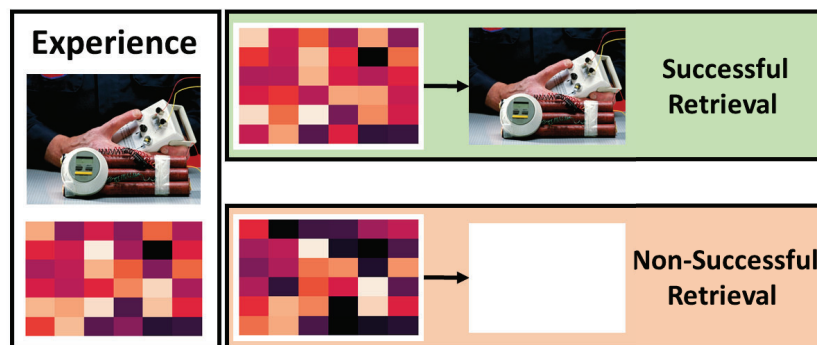 Experience
Successful
Retrieval
Non-Successful
Retrieval